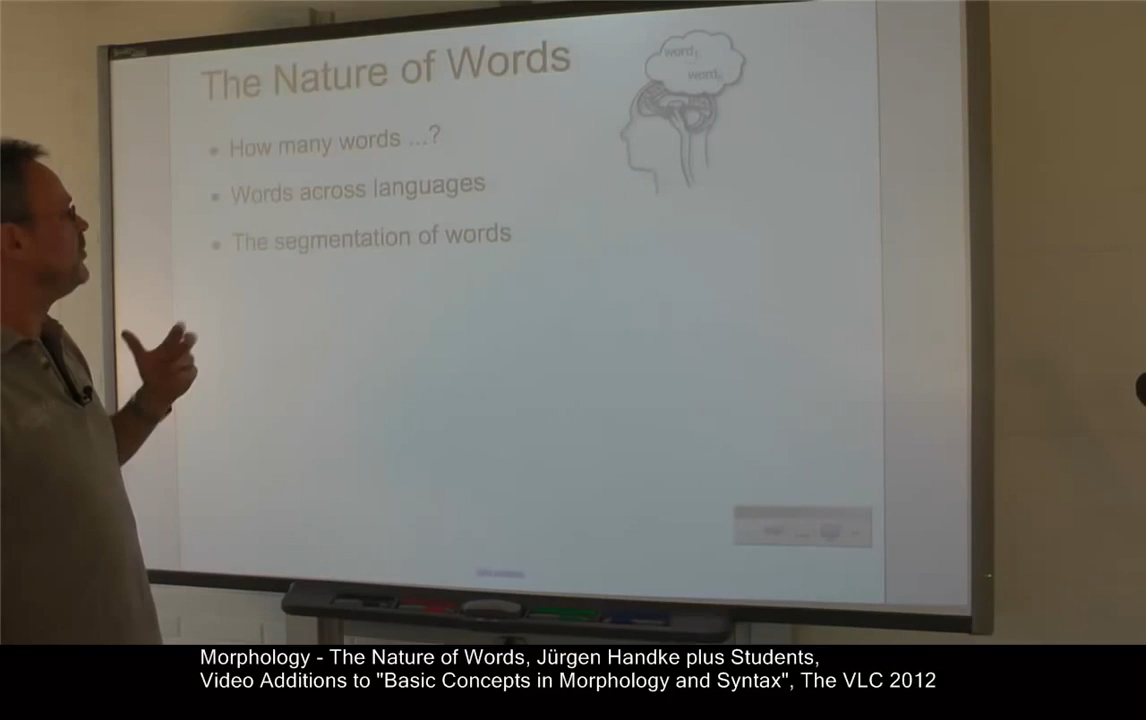 The Nature of Words
word,
word,
How many words ...?
Words across languages
The segmentation of words
Morphology - The Nature of Words, Jürgen Handke plus Students,
Video Additions to "Basic Concepts in Morphology and Syntax", The VLC 2012